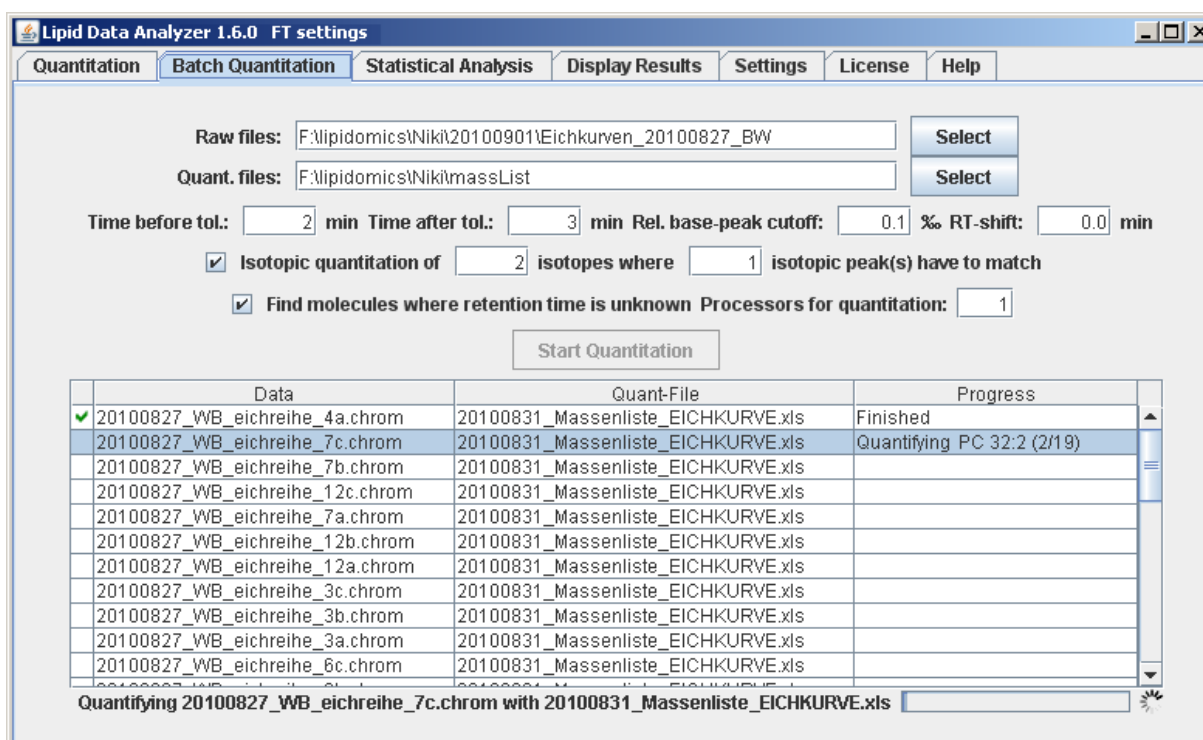 Lipid Data Analyzer 1.6.0 FT settings
Quantitation Batch Quantitation Statistical Analysis Display Results Settings License Help
Raw files: F:\lipidomics\Niki\20100901\Eichkurven_20100827_BW Select
Quant. files: F:\lipidomics\Niki\massList Select
Time before tol.: 2 min Time after tol.: 3 min Rel. base-peak cutoff: 0.1 ‰ RT-shift: 0.0 min
Isotopic quantitation of 2 isotopes where 1 isotopic peak(s) have to match
Find molecules where retention time is unknown Processors for quantitation: 1
Start Quantitation
Data Quant-File Progress
20100827_WB_eichreihe_4a.chrom 20100831_Massenliste_EICHKURVE.xls Finished
20100827_WB_eichreihe_7c.chrom 20100831_Massenliste_EICHKURVE.xls Quantifying PC 32:2 (2/19)
20100827_WB_eichreihe_7b.chrom 20100831_Massenliste_EICHKURVE.xls
20100827_WB_eichreihe_12c.chrom 20100831_Massenliste_EICHKURVE.xls
20100827_WB_eichreihe_7a.chrom 20100831_Massenliste_EICHKURVE.xls
20100827_WB_eichreihe_12b.chrom 20100831_Massenliste_EICHKURVE.xls
20100827_WB_eichreihe_12a.chrom 20100831_Massenliste_EICHKURVE.xls
20100827_WB_eichreihe_3c.chrom 20100831_Massenliste_EICHKURVE.xls
20100827_WB_eichreihe_3b.chrom 20100831_Massenliste_EICHKURVE.xls
20100827_WB_eichreihe_3a.chrom 20100831_Massenliste_EICHKURVE.xls
20100827_WB_eichreihe_6c.chrom 20100831_Massenliste_EICHKURVE.xls
Quantifying 20100827_WB_eichreihe_7c.chrom with 20100831_Massenliste_EICHKURVE.xls